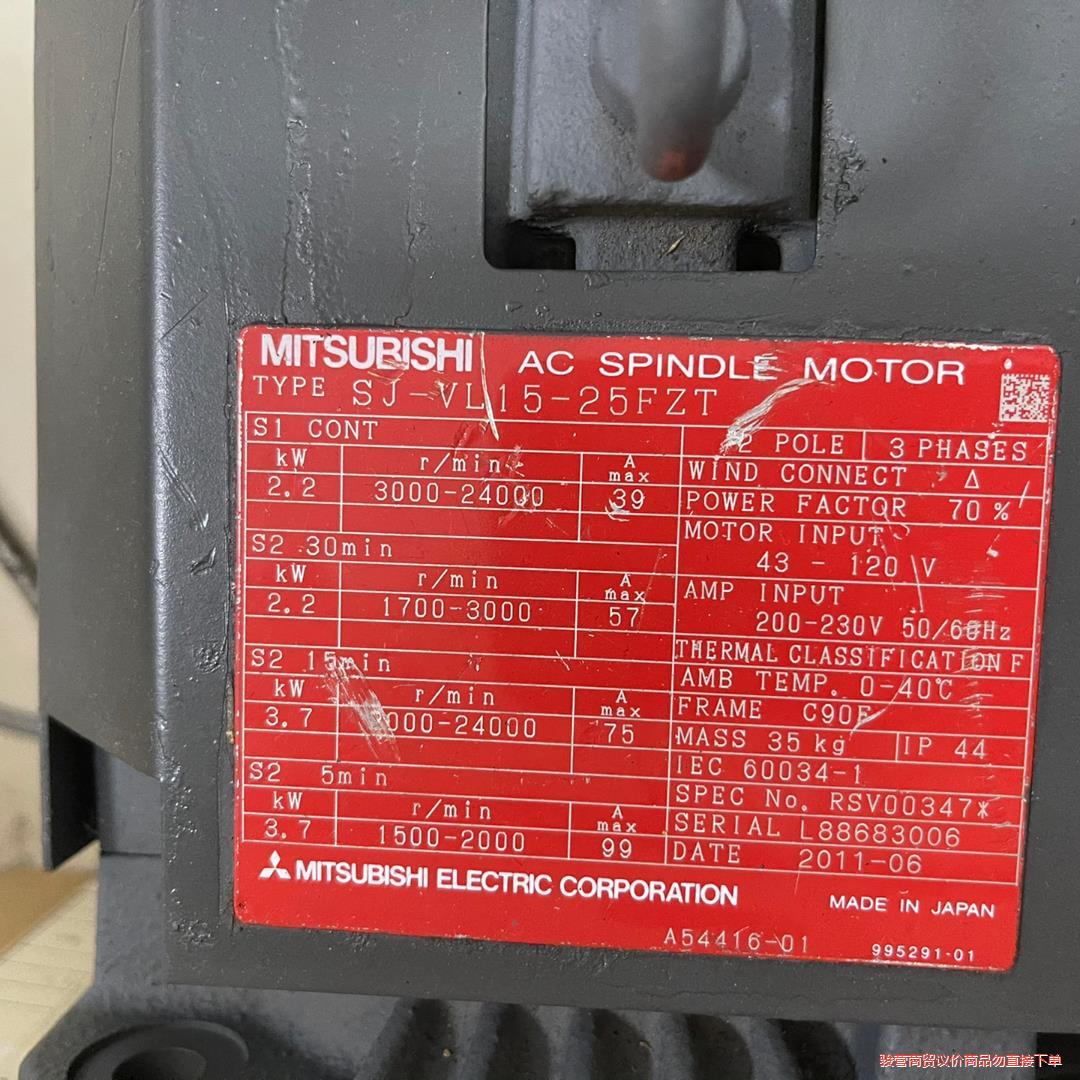 MITSUBISHI AC SPINDLE MOTOR
TYPE SJ-VL15-25FZT
S1 CONT
kW r/min A max
2.2 3000-24000 39
S2 30min
kW r/min A max
2.2 1700-3000 57
S2 15min
kW r/min A max
3.7 000-24000 75
S2 5min
kW r/min A max
3.7 1500-2000 99
2 POLE 3 PHASES
WIND CONNECT Δ
POWER FACTOR 70 %
MOTOR INPUT
43 - 120 V
AMP INPUT
200-230V 50/60Hz
THERMAL CLASSIFICATION F
AMB TEMP. 0-40℃
FRAME C90F
MASS 35 kg IP 44
IEC 60034-1
SPEC No. RSV00347*
SERIAL L88683006
DATE 2011-06
MITSUBISHI ELECTRIC CORPORATION
MADE IN JAPAN
A54416-01
995291-01
骏营商贸议价商品勿直接下单